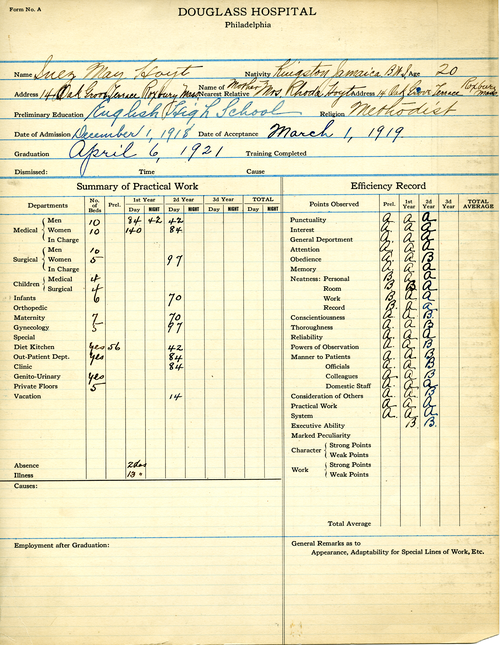 Form No. A
DOUGLASS HOSPITAL
Philadelphia
Name Inez May Hoyt Nativity Kingston Jamaica B.W.I. Age 20
Address 14 Oak Grove Terrace Roxbury Mass Name of Nearest Relative Mother Mrs. Rhoda Hoyt Address 14 Oak Grove Terrace Roxbury Mass
Preliminary Education English High School Religion Methodist
Date of Admission December 1, 1918 Date of Acceptance March 1, 1919
Graduation April 6, 1921 Training Completed
Dismissed: Time Cause
Summary of Practical Work
Departments No. of Beds Prel. 1st Year 2d Year 3d Year TOTAL
Day NIGHT Day NIGHT Day NIGHT Day NIGHT
Medical Men 10 84 42 42
Women 10 140 84
In Charge
Surgical Men 10
Women 5 97
In Charge
Children Medical 4
Surgical 4
Infants 6 70
Orthopedic
Maternity 7 70
Gynecology 5 97
Special
Diet Kitchen Yes 56 42
Out-Patient Dept. Yes 84
Clinic 84
Genito-Urinary Yes
Private Floors 5
Vacation 14
Absence 2 das
Illness 13 "
Causes:
Employment after Graduation:
Efficiency Record
Points Observed Prel. 1st Year 2d Year 3d Year TOTAL AVERAGE
Punctuality A A A
Interest A A A
General Department A A A
Attention A A A
Obedience A A B
Memory A A A
Neatness: Personal B A A
Room B B A
Work B A A
Record B A a
Conscientiousness A A B
Thoroughness A A B
Reliability A A A
Powers of Observation A A B
Manner to Patients A A B
Officials A A B
Colleagues A A B
Domestic Staff A A A
Consideration of Others A A B
Practical Work A A A
System A A A
Executive Ability B B
Marked Peculiarity
Character Strong Points
Weak Points
Work Strong Points
Weak Points
Total Average
General Remarks as to
Appearance, Adaptability for Special Lines of Work, Etc.